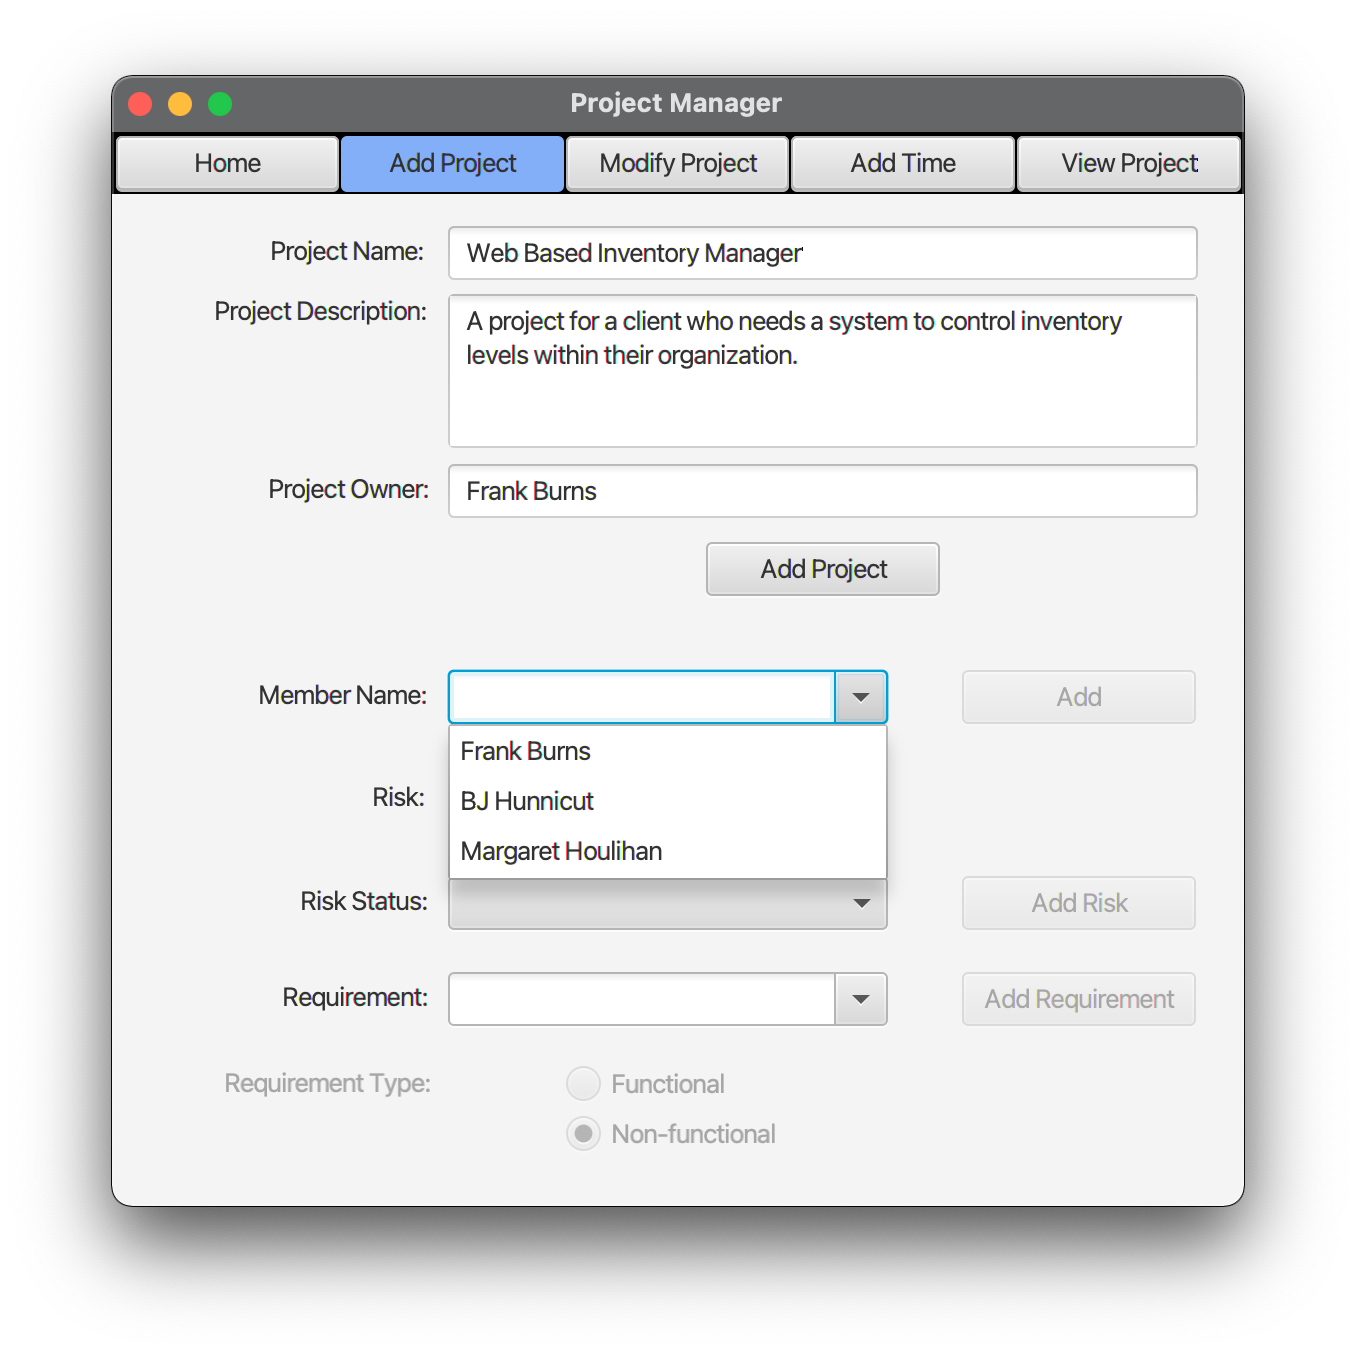 Project Manager
Home
Add Project
Modify Project
Add Time
View Project
Project Name:
Web Based Inventory Manager
Project Description:
A project for a client who needs a system to control inventory
levels within their organization.
Project Owner:
Frank Burns
Add Project
Member Name:
Add
Frank Burns
Risk:
BJ Hunnicut
Margaret Houlihan
Risk Status:
Add Risk
Requirement:
Add Requirement
Requirement Type:
Functional
Non-functional